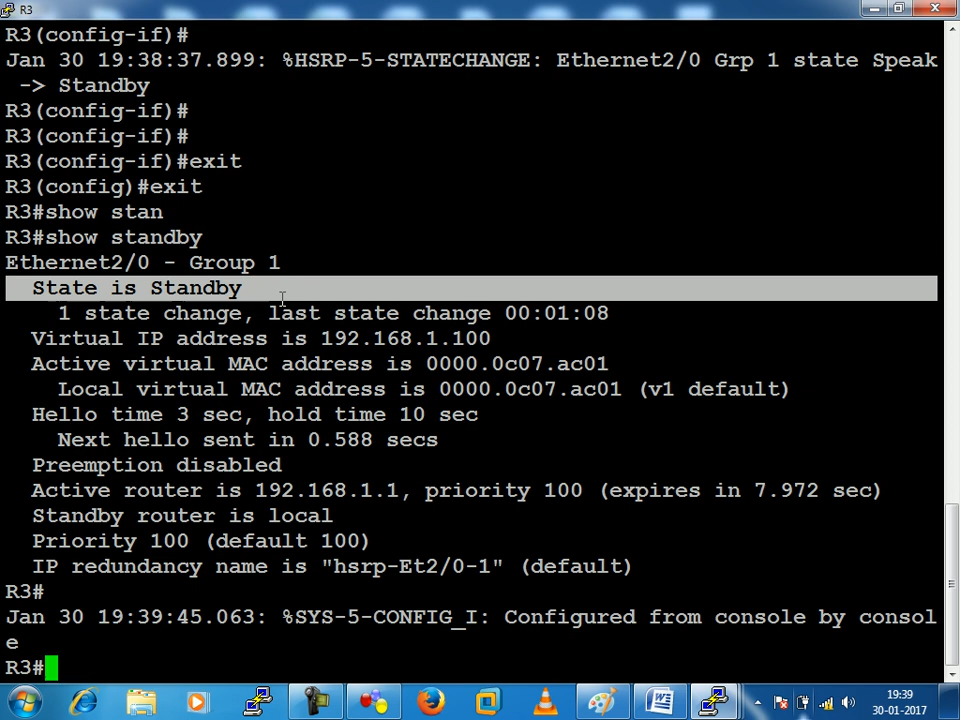 R3
R3(config-if)#
Jan 30 19:38:37.899: %HSRP-5-STATECHANGE: Ethernet2/0 Grp 1 state Speak
-> Standby
R3(config-if)#
R3(config-if)#
R3(config-if)#exit
R3(config)#exit
R3#show stan
R3#show standby
Ethernet2/0 - Group 1
State is Standby
1 state change, last state change 00:01:08
Virtual IP address is 192.168.1.100
Active virtual MAC address is 0000.0c07.ac01
Local virtual MAC address is 0000.0c07.ac01 (v1 default)
Hello time 3 sec, hold time 10 sec
Next hello sent in 0.588 secs
Preemption disabled
Active router is 192.168.1.1, priority 100 (expires in 7.972 sec)
Standby router is local
Priority 100 (default 100)
IP redundancy name is "hsrp-Et2/0-1" (default)
R3#
Jan 30 19:39:45.063: %SYS-5-CONFIG_I: Configured from console by consol
e
R3#
19:39
30-01-2017